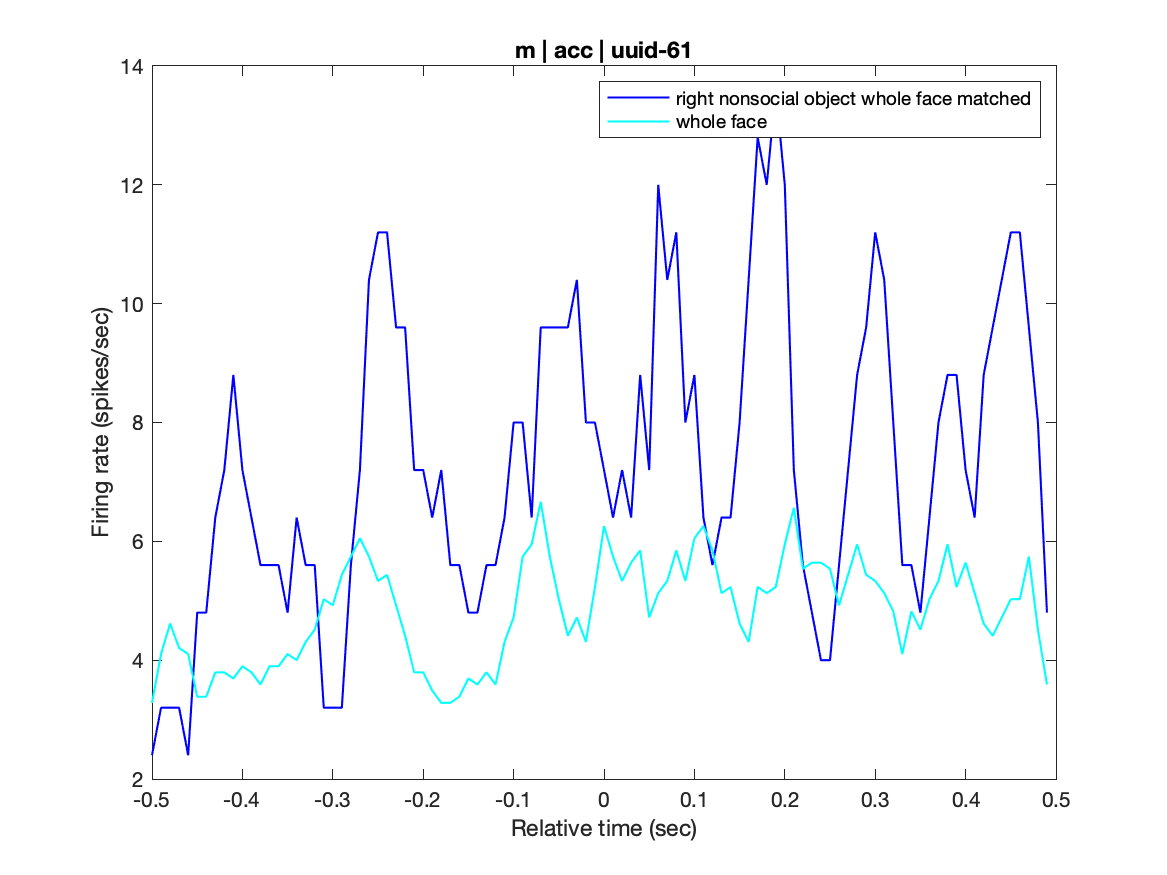 m | acc | uuid-61
14
right nonsocial object whole face matched
whole face
12
10
8
6
4
2
Firing rate (spikes/sec)
-0.5 -0.4 -0.3 -0.2 -0.1 0 0.1 0.2 0.3 0.4 0.5
Relative time (sec)